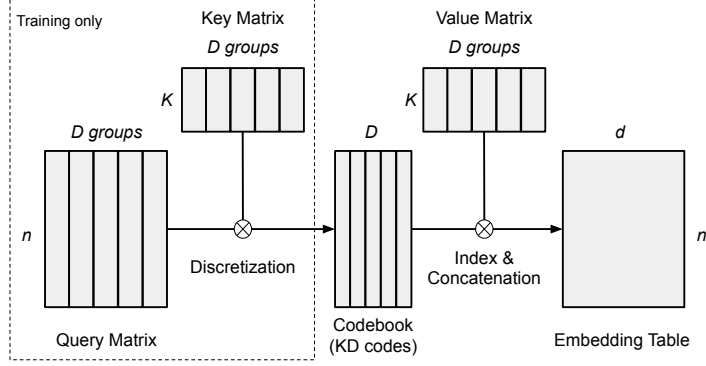 Training only
Key Matrix
Value Matrix
D groups
D groups
K
K
D groups
D
d
n
n
Discretization
Index &
Concatenation
Query Matrix
Codebook
(KD codes)
Embedding Table